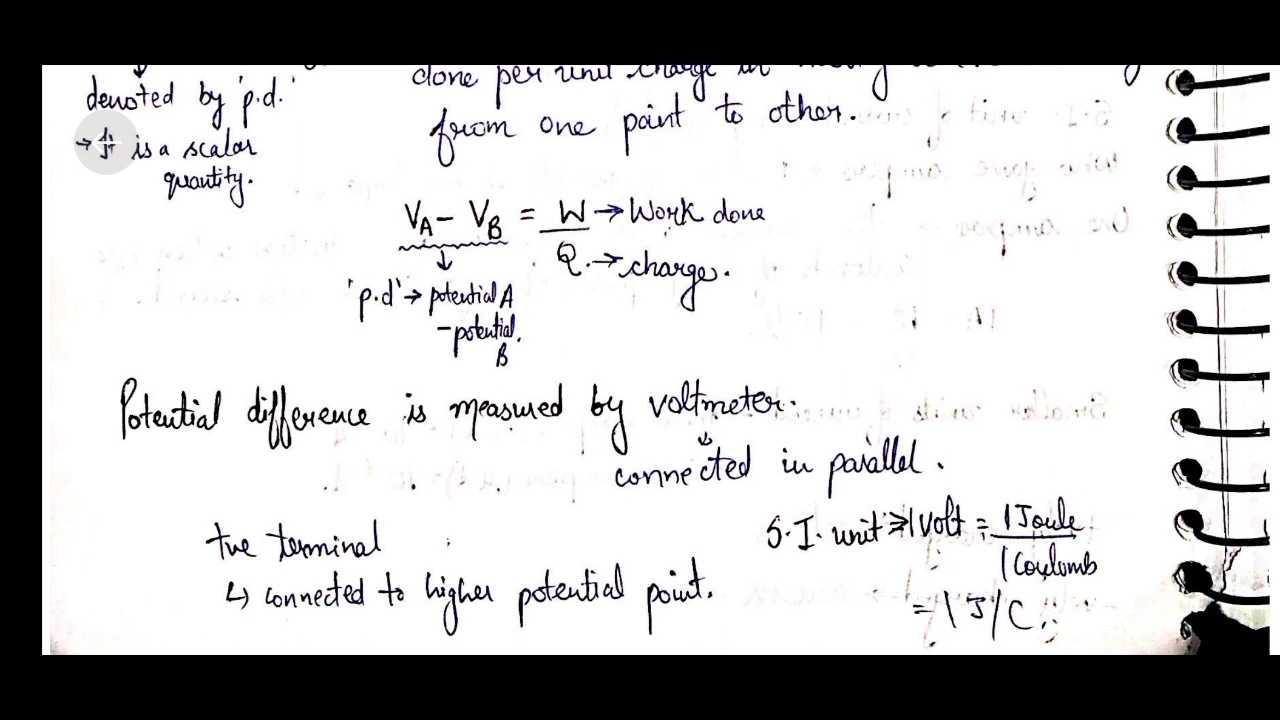 denoted by 'p.d.'
done per unit charge in
from one point to other.
→ It is a scalar
quantity.
VA - VB = W → Work done
Q → charge.
'p.d' → potential A
- potential
B
Potential difference is measured by voltmeter.
connected in parallel.
S.I. unit ⇒ 1 Volt = 1 Joule
1 Coulomb
= 1 J/C
+ve terminal
↳ connected to higher potential point.